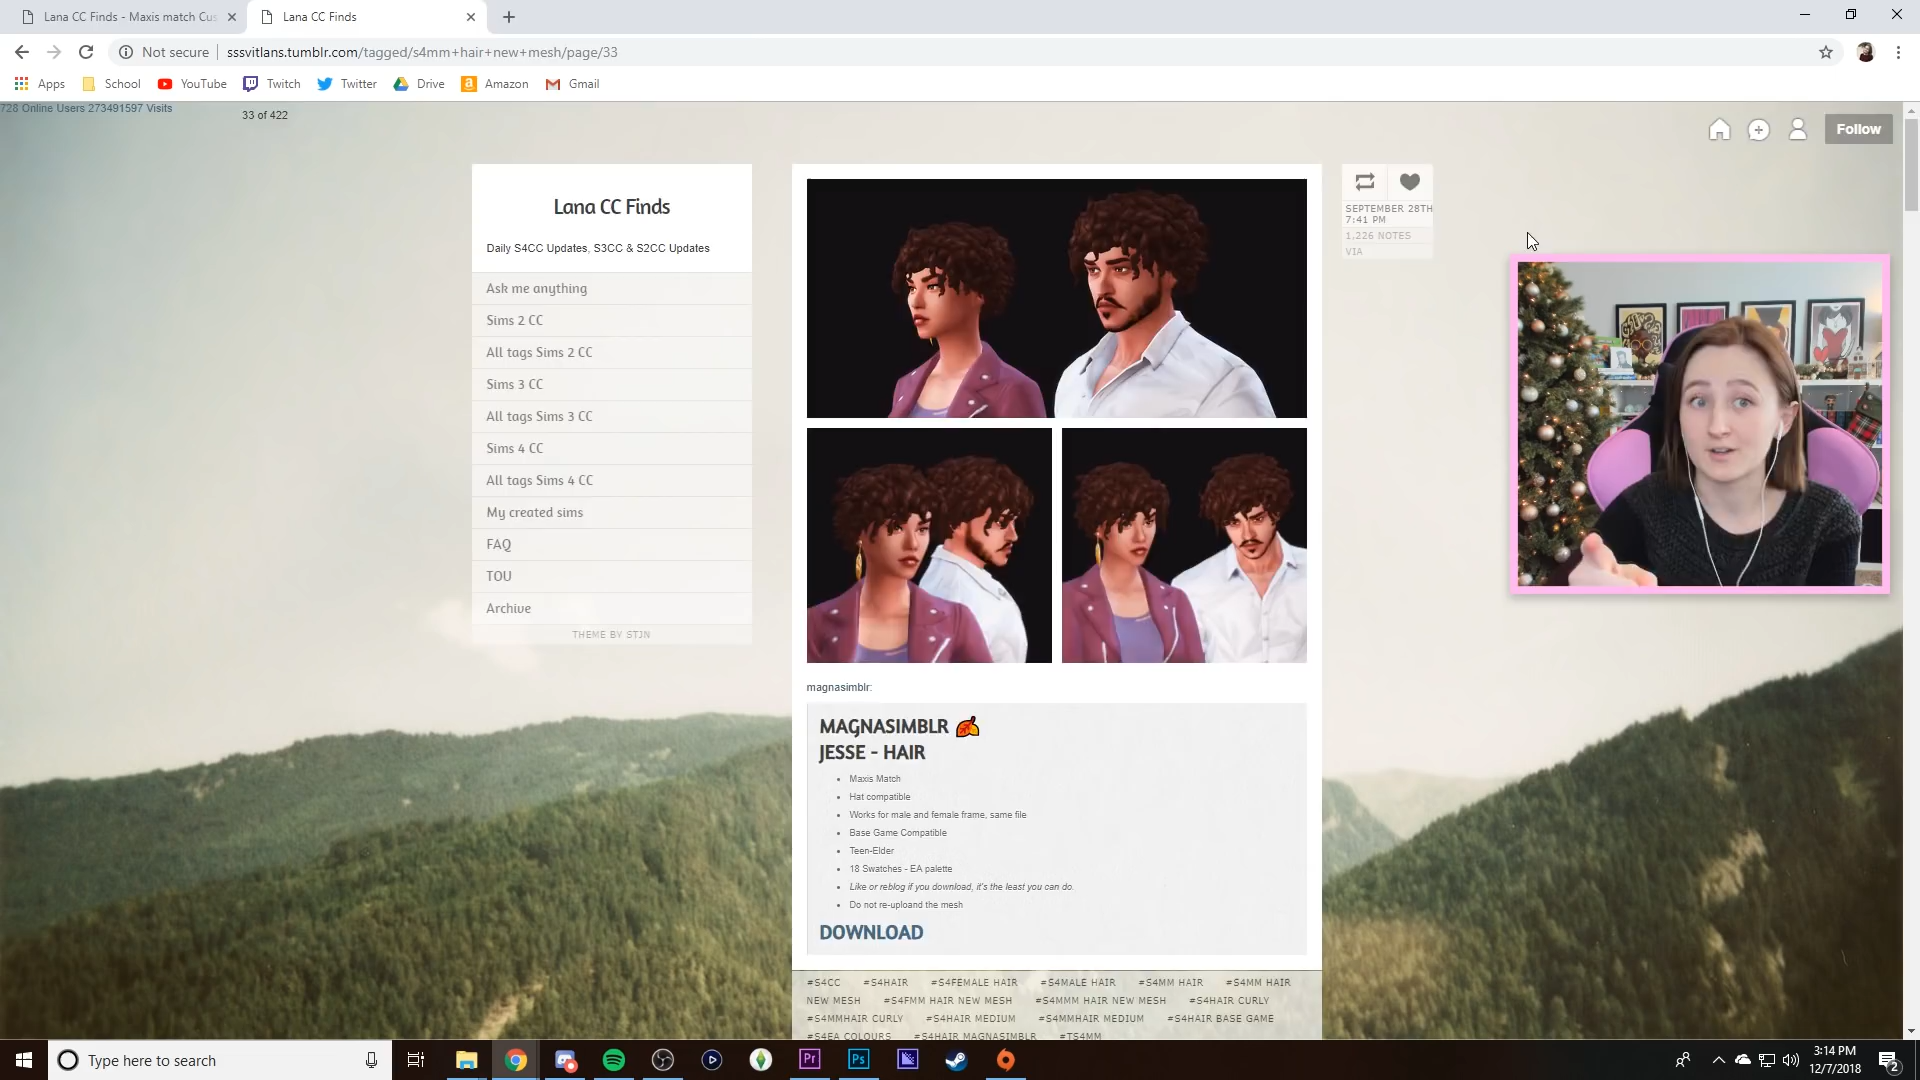 Lana CC Finds - Maxis match Cus
Lana CC Finds
Not secure
sssvitlans.tumblr.com/tagged/s4mm+hair+new+mesh/page/33
Apps
School
YouTube
Twitch
Twitter
Drive
Amazon
Gmail
728 Online Users 273491597 Visits
33 of 422
Follow
Lana CC Finds
Daily S4CC Updates, S3CC & S2CC Updates
Ask me anything
Sims 2 CC
All tags Sims 2 CC
Sims 3 CC
All tags Sims 3 CC
Sims 4 CC
All tags Sims 4 CC
My created sims
FAQ
TOU
Archive
THEME BY STJN
SEPTEMBER 28TH
7:41 PM
1,226 NOTES
VIA
magnasimblr:
MAGNASIMBLR 🍂
JESSE - HAIR
• Maxis Match
• Hat compatible
• Works for male and female frame, same file
• Base Game Compatible
• Teen-Elder
• 18 Swatches - EA palette
• Like or reblog if you download, it's the least you can do.
• Do not re-uploand the mesh
DOWNLOAD
#S4CC #S4HAIR #S4FEMALE HAIR #S4MALE HAIR #S4MM HAIR #S4MM HAIR
NEW MESH #S4FMM HAIR NEW MESH #S4MMM HAIR NEW MESH #S4HAIR CURLY
#S4MMHAIR CURLY #S4HAIR MEDIUM #S4MMHAIR MEDIUM #S4HAIR BASE GAME
#S4EA COLOURS #S4HAIR MAGNASIMBLR #TS4MM
Type here to search
Pr
Ps
3:14 PM
12/7/2018
2